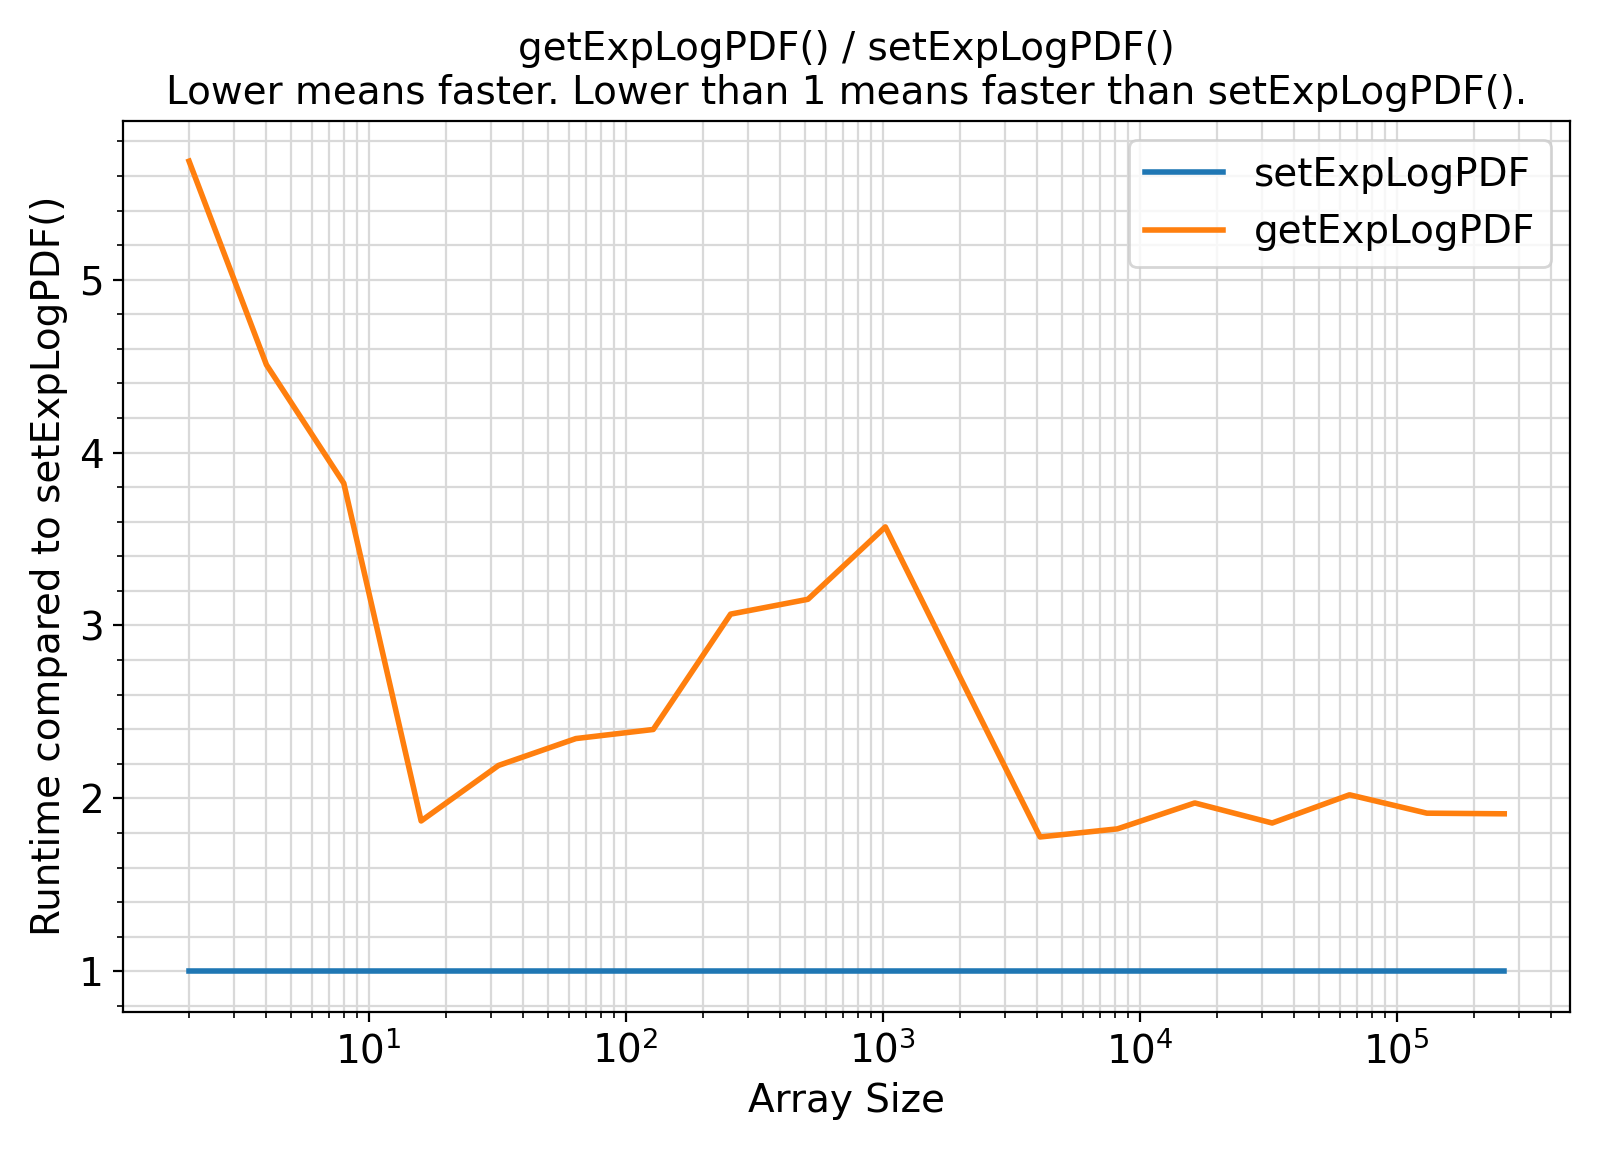 getExpLogPDF() / setExpLogPDF()
Lower means faster. Lower than 1 means faster than setExpLogPDF().
setExpLogPDF
getExpLogPDF
Runtime compared to setExpLogPDF()
5
4
3
2
1
10¹ 10² 10³ 10⁴ 10⁵
Array Size